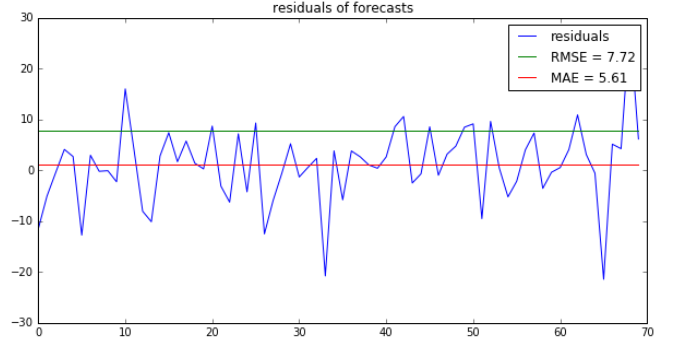 residuals of forecasts
30
20
10
0
−10
−20
−30
0 10 20 30 40 50 60 70
residuals
RMSE = 7.72
MAE = 5.61